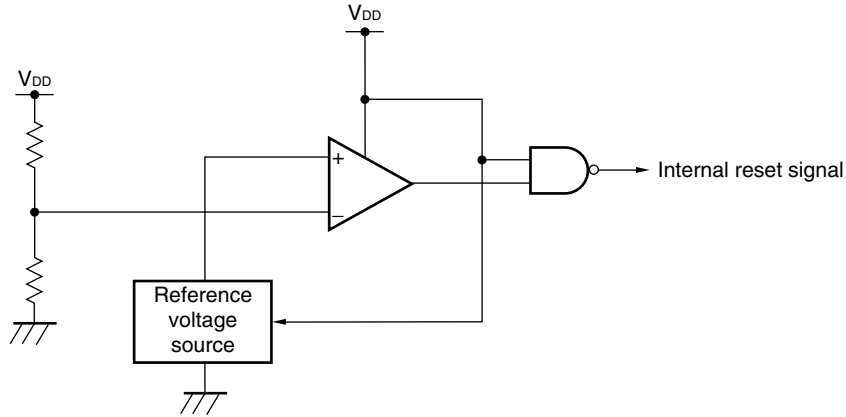 VDD
VDD
+
−
Internal reset signal
Reference
voltage
source